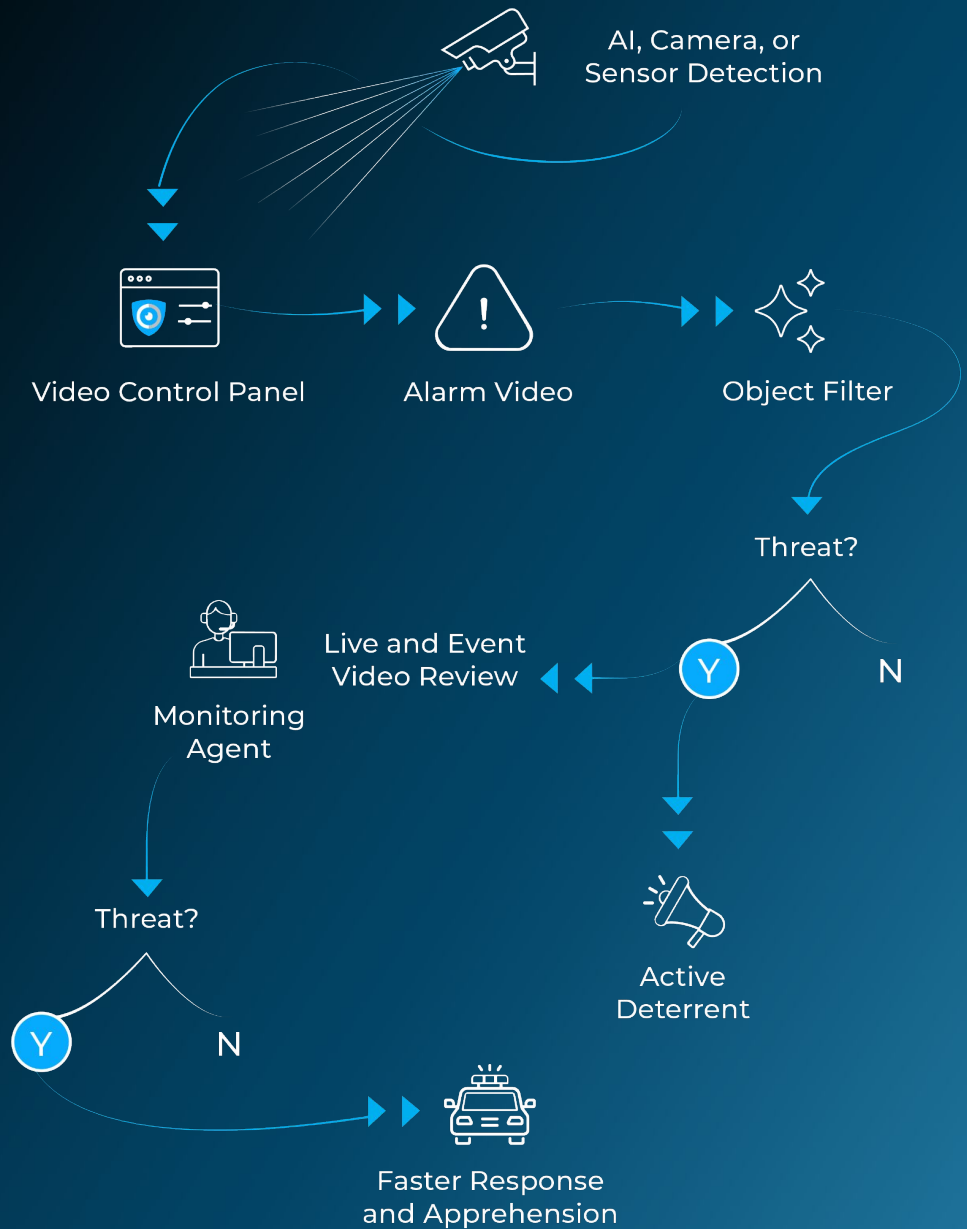 AI, Camera, or
Sensor Detection
!
Video Control Panel
Alarm Video
Object Filter
Threat?
Y
N
Live and Event
Video Review
Monitoring
Agent
Threat?
Y
N
Active
Deterrent
Faster Response
and Apprehension